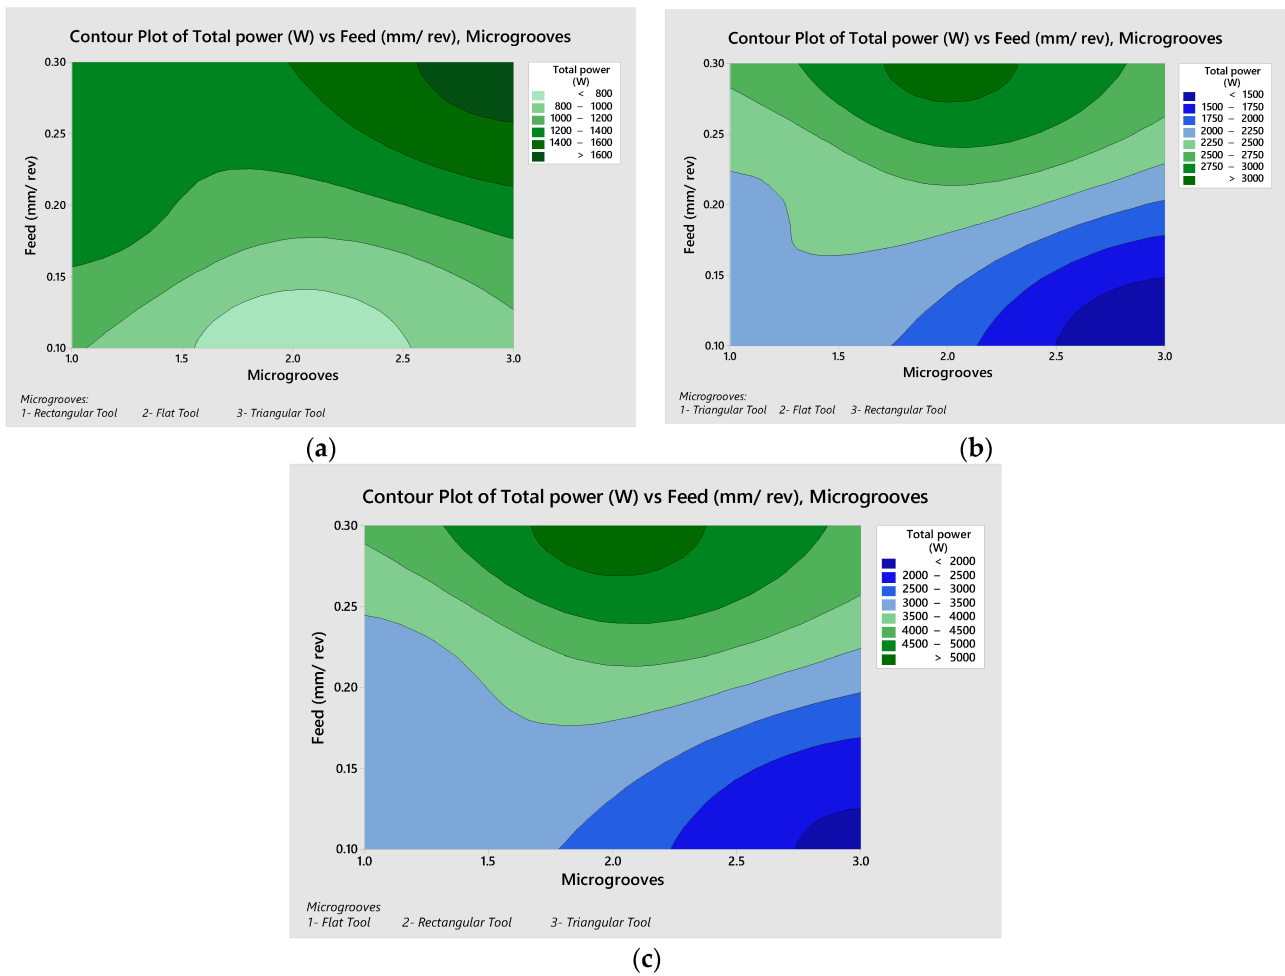 Contour Plot of Total power (W) vs Feed (mm/ rev), Microgrooves
Total power
(W)
< 800
800 – 1000
1000 – 1200
1200 – 1400
1400 – 1600
> 1600
Feed (mm/ rev)
0.30
0.25
0.20
0.15
0.10
1.0 1.5 2.0 2.5 3.0
Microgrooves
Microgrooves:
1- Rectangular Tool 2- Flat Tool 3- Triangular Tool
(a)
Contour Plot of Total power (W) vs Feed (mm/ rev), Microgrooves
Total power
(W)
< 1500
1500 – 1750
1750 – 2000
2000 – 2250
2250 – 2500
2500 – 2750
2750 – 3000
> 3000
Feed (mm/ rev)
0.30
0.25
0.20
0.15
0.10
1.0 1.5 2.0 2.5 3.0
Microgrooves
Microgrooves:
1- Triangular Tool 2- Flat Tool 3- Rectangular Tool
(b)
Contour Plot of Total power (W) vs Feed (mm/ rev), Microgrooves
Total power
(W)
< 2000
2000 – 2500
2500 – 3000
3000 – 3500
3500 – 4000
4000 – 4500
4500 – 5000
> 5000
Feed (mm/ rev)
0.30
0.25
0.20
0.15
0.10
1.0 1.5 2.0 2.5 3.0
Microgrooves
Microgrooves
1- Flat Tool 2- Rectangular Tool 3- Triangular Tool
(c)